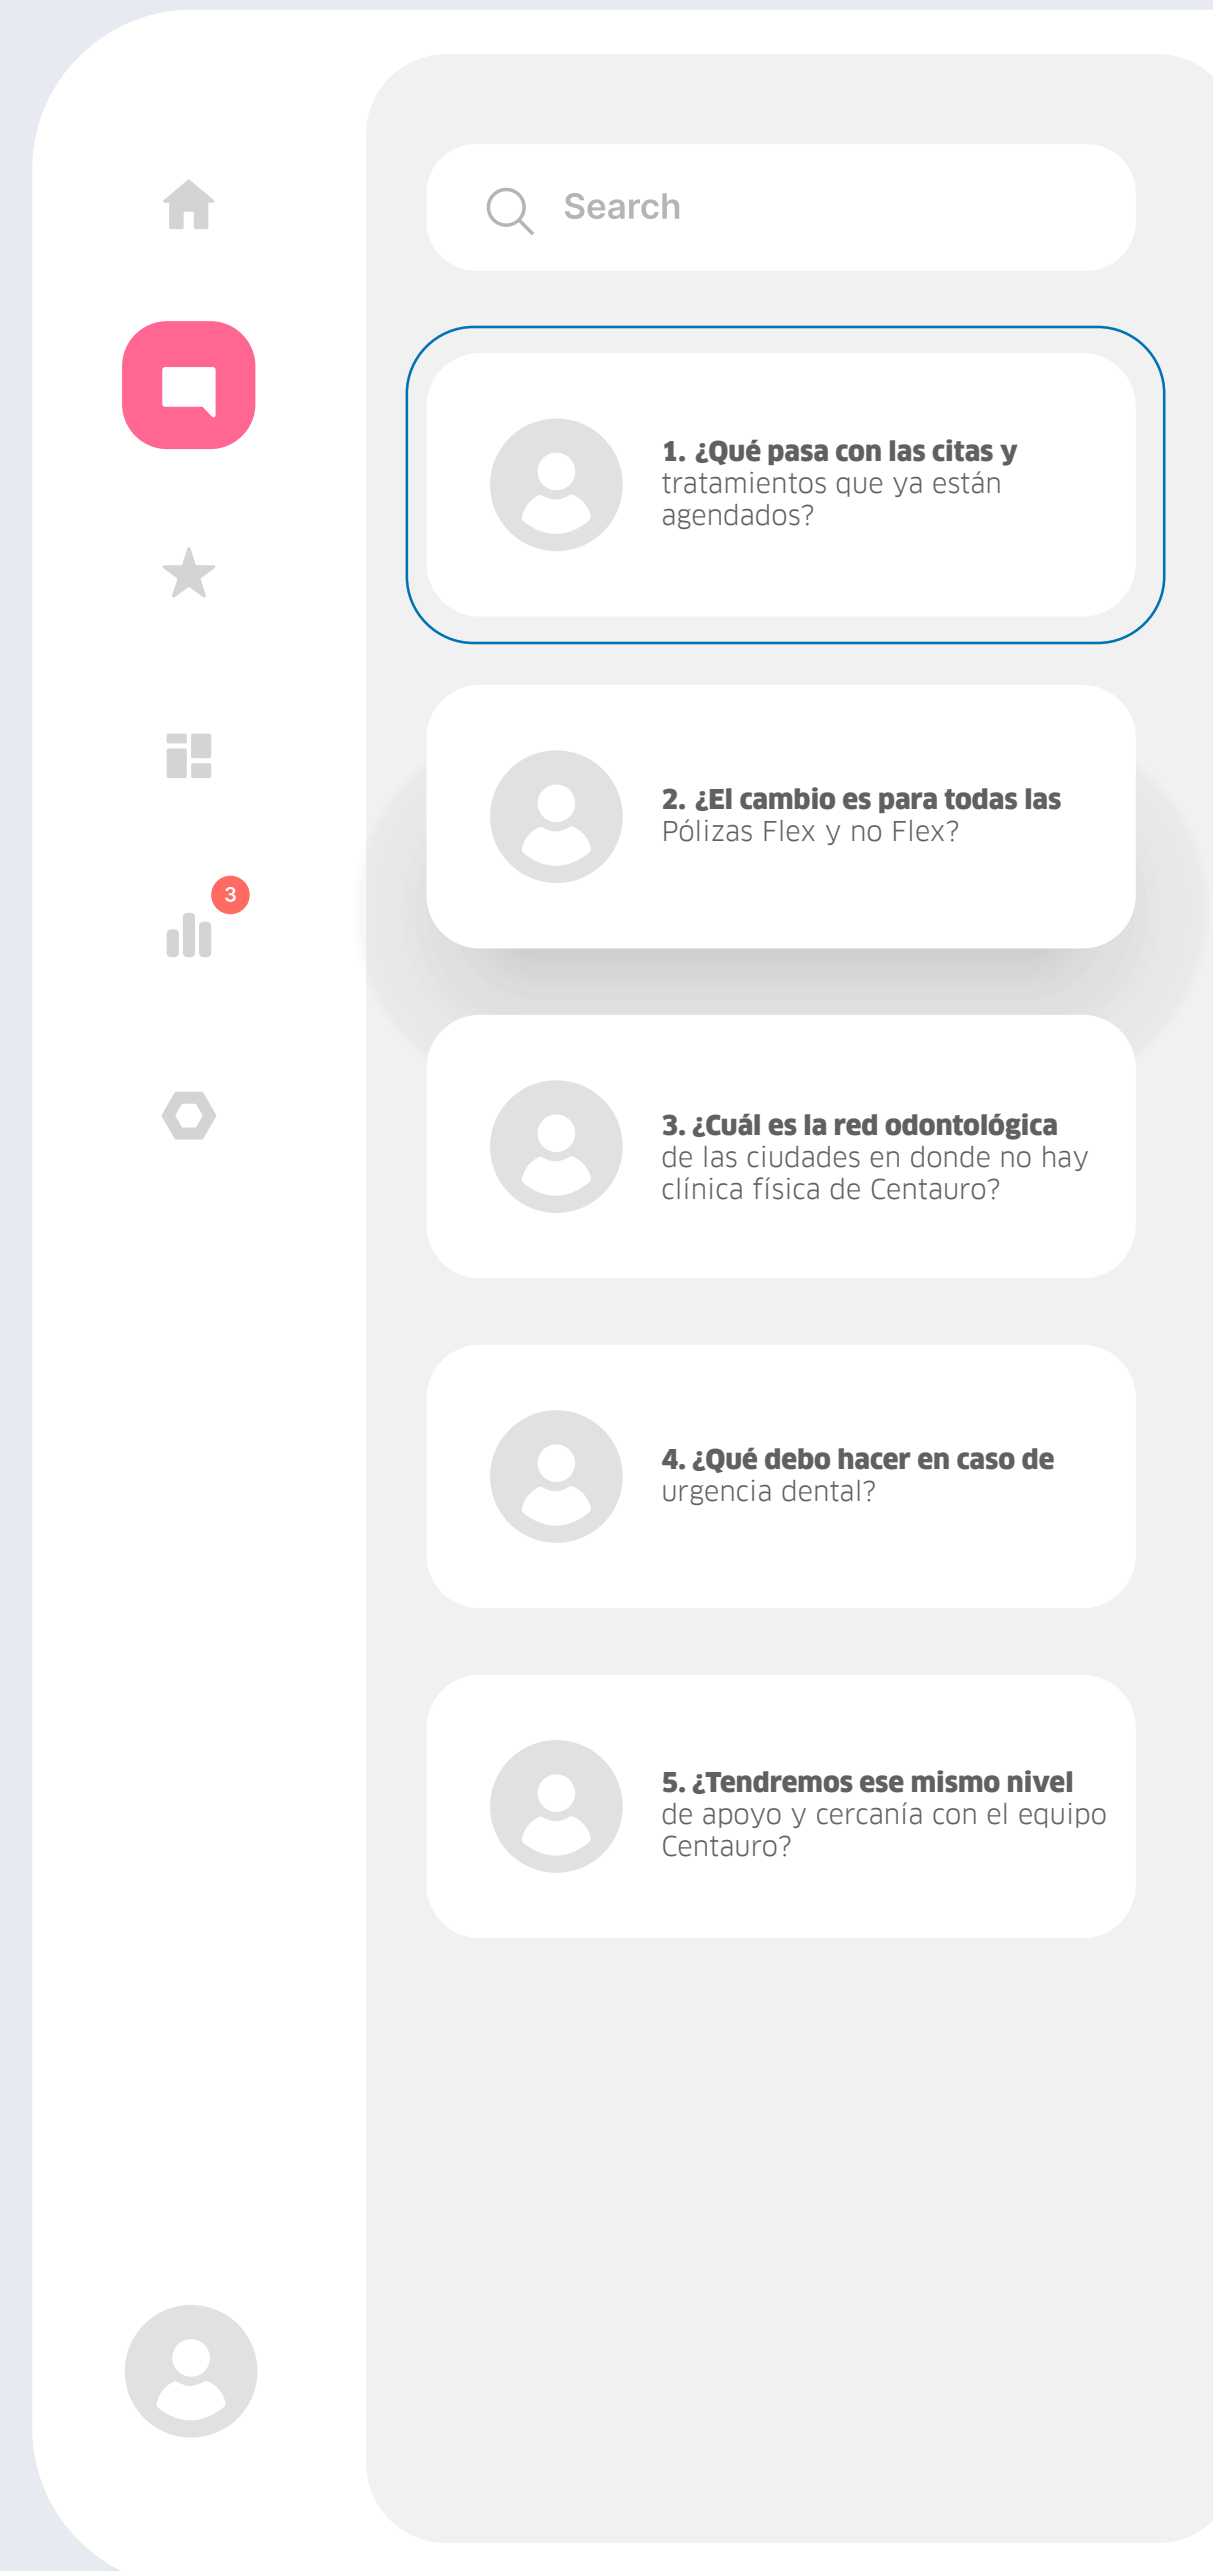 Search
1. ¿Qué pasa con las citas y
tratamientos que ya están
agendados?
2. ¿El cambio es para todas las
Pólizas Flex y no Flex?
3
3. ¿Cuál es la red odontológica
de las ciudades en donde no hay
clínica física de Centauro?
4. ¿Qué debo hacer en caso de
urgencia dental?
5. ¿Tendremos ese mismo nivel
de apoyo y cercanía con el equipo
Centauro?